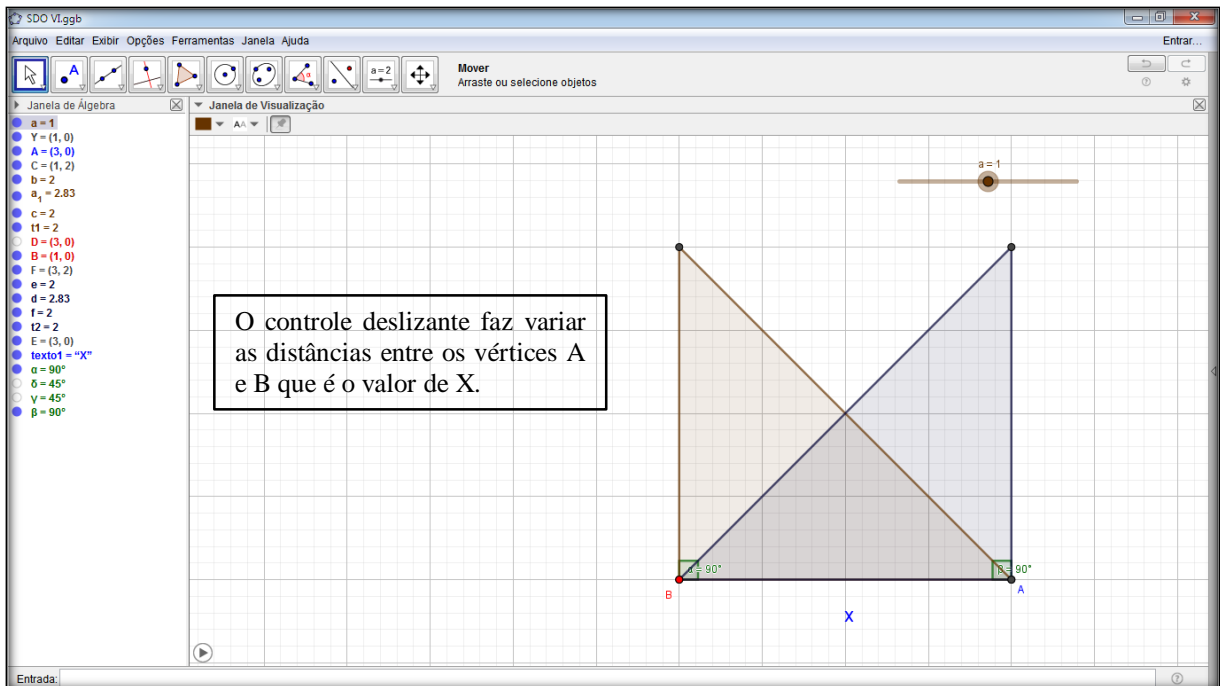 SDO VI.ggb
Arquivo Editar Exibir Opções Ferramentas Janela Ajuda
Entrar...
A
a=2
Mover
Arraste ou selecione objetos
Janela de Álgebra
Janela de Visualização
AA
a = 1
Y = (1, 0)
A = (3, 0)
C = (1, 2)
b = 2
a₁ = 2.83
c = 2
t1 = 2
D = (3, 0)
B = (1, 0)
F = (3, 2)
e = 2
d = 2.83
f = 2
t2 = 2
E = (3, 0)
texto1 = “X”
α = 90°
δ = 45°
γ = 45°
β = 90°
a = 1
O controle deslizante faz variar
as distâncias entre os vértices A
e B que é o valor de X.
α = 90°
β = 90°
B
A
X
Entrada: